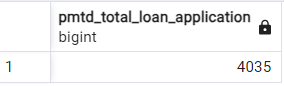 pmtd_total_loan_application
bigint
1 4035